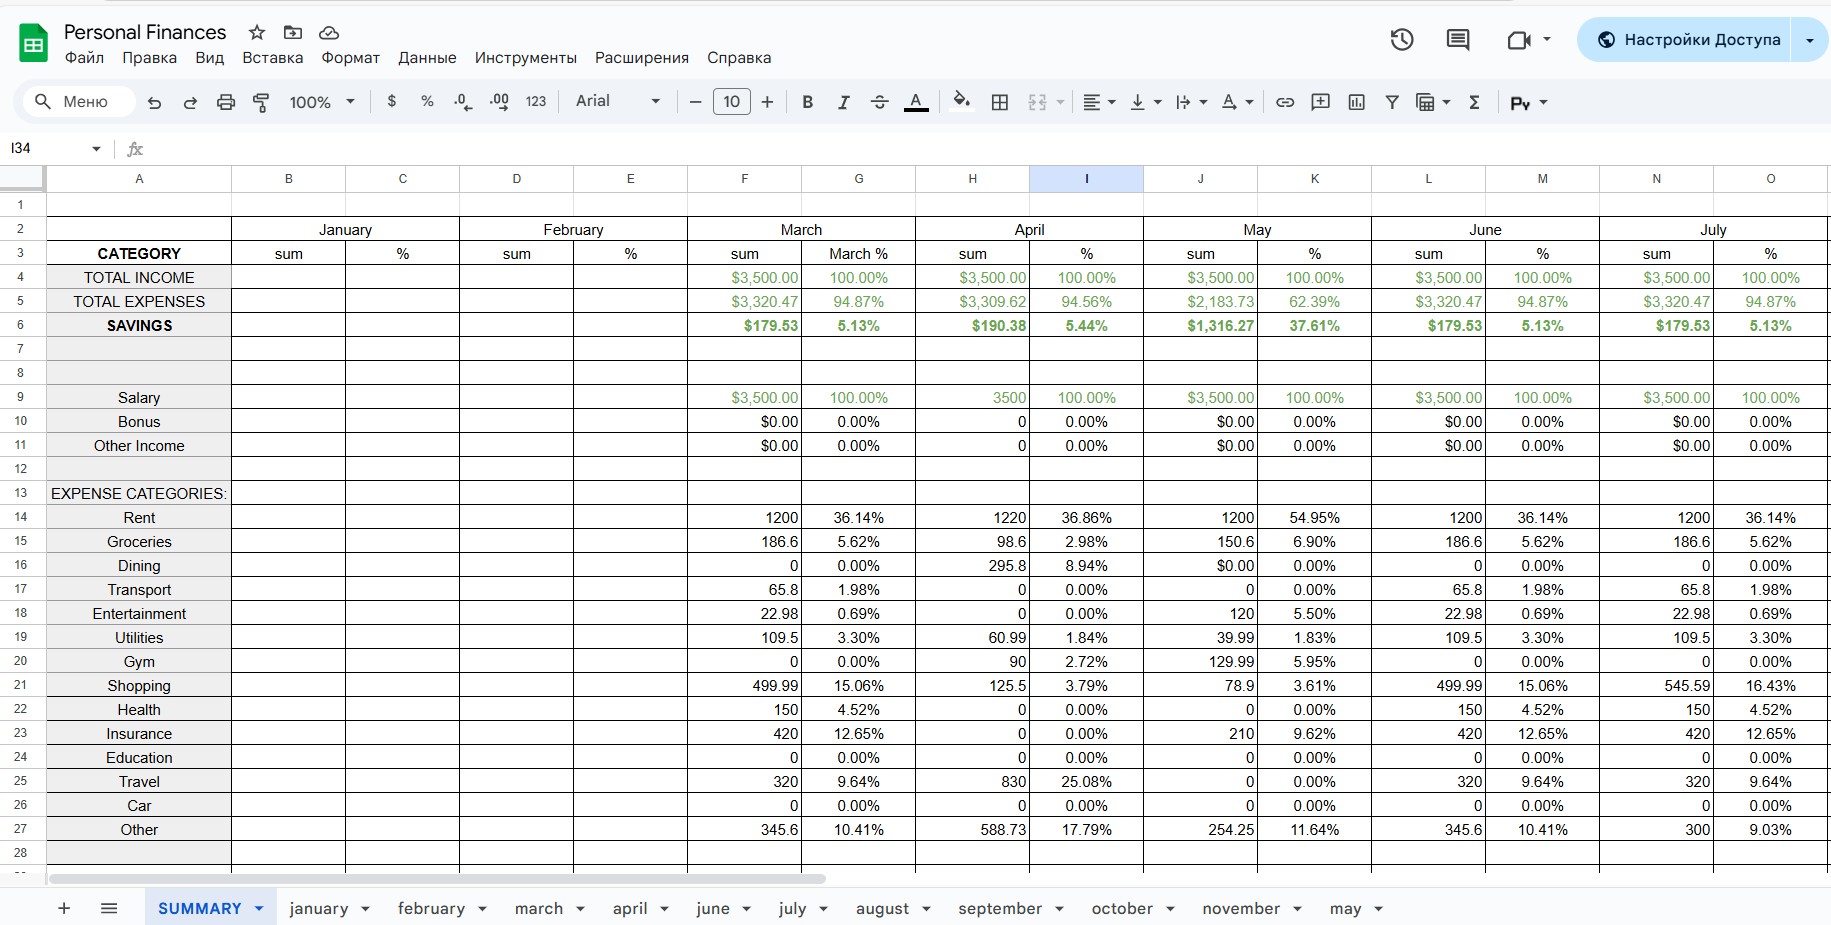 Personal Finances
Файл Правка Вид Вставка Формат Данные Инструменты Расширения Справка
Настройки Доступа
Меню 100% $ % .0 .00 123 Arial 10 B I S A Σ Py
I34 fx
A B C D E F G H I J K L M N O
1
2 January February March April May June July
3 CATEGORY sum % sum % sum March % sum % sum % sum % sum %
4 TOTAL INCOME $3,500.00 100.00% $3,500.00 100.00% $3,500.00 100.00% $3,500.00 100.00% $3,500.00 100.00%
5 TOTAL EXPENSES $3,320.47 94.87% $3,309.62 94.56% $2,183.73 62.39% $3,320.47 94.87% $3,320.47 94.87%
6 SAVINGS $179.53 5.13% $190.38 5.44% $1,316.27 37.61% $179.53 5.13% $179.53 5.13%
7
8
9 Salary $3,500.00 100.00% 3500 100.00% $3,500.00 100.00% $3,500.00 100.00% $3,500.00 100.00%
10 Bonus $0.00 0.00% 0 0.00% $0.00 0.00% $0.00 0.00% $0.00 0.00%
11 Other Income $0.00 0.00% 0 0.00% $0.00 0.00% $0.00 0.00% $0.00 0.00%
12
13 EXPENSE CATEGORIES:
14 Rent 1200 36.14% 1220 36.86% 1200 54.95% 1200 36.14% 1200 36.14%
15 Groceries 186.6 5.62% 98.6 2.98% 150.6 6.90% 186.6 5.62% 186.6 5.62%
16 Dining 0 0.00% 295.8 8.94% $0.00 0.00% 0 0.00% 0 0.00%
17 Transport 65.8 1.98% 0 0.00% 0 0.00% 65.8 1.98% 65.8 1.98%
18 Entertainment 22.98 0.69% 0 0.00% 120 5.50% 22.98 0.69% 22.98 0.69%
19 Utilities 109.5 3.30% 60.99 1.84% 39.99 1.83% 109.5 3.30% 109.5 3.30%
20 Gym 0 0.00% 90 2.72% 129.99 5.95% 0 0.00% 0 0.00%
21 Shopping 499.99 15.06% 125.5 3.79% 78.9 3.61% 499.99 15.06% 545.59 16.43%
22 Health 150 4.52% 0 0.00% 0 0.00% 150 4.52% 150 4.52%
23 Insurance 420 12.65% 0 0.00% 210 9.62% 420 12.65% 420 12.65%
24 Education 0 0.00% 0 0.00% 0 0.00% 0 0.00% 0 0.00%
25 Travel 320 9.64% 830 25.08% 0 0.00% 320 9.64% 320 9.64%
26 Car 0 0.00% 0 0.00% 0 0.00% 0 0.00% 0 0.00%
27 Other 345.6 10.41% 588.73 17.79% 254.25 11.64% 345.6 10.41% 300 9.03%
28
SUMMARY january february march april june july august september october november may